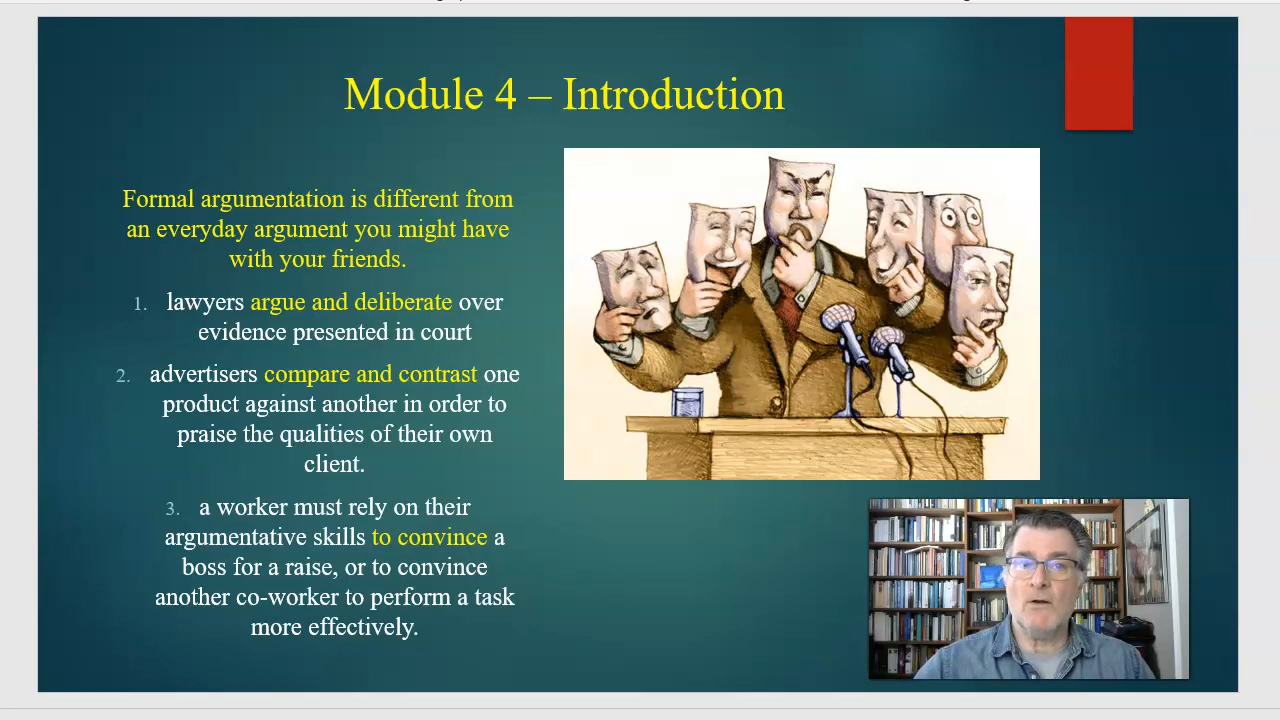 Module 4 – Introduction
Formal argumentation is different from
an everyday argument you might have
with your friends.
1. lawyers argue and deliberate over
evidence presented in court
2. advertisers compare and contrast one
product against another in order to
praise the qualities of their own
client.
3. a worker must rely on their
argumentative skills to convince a
boss for a raise, or to convince
another co-worker to perform a task
more effectively.